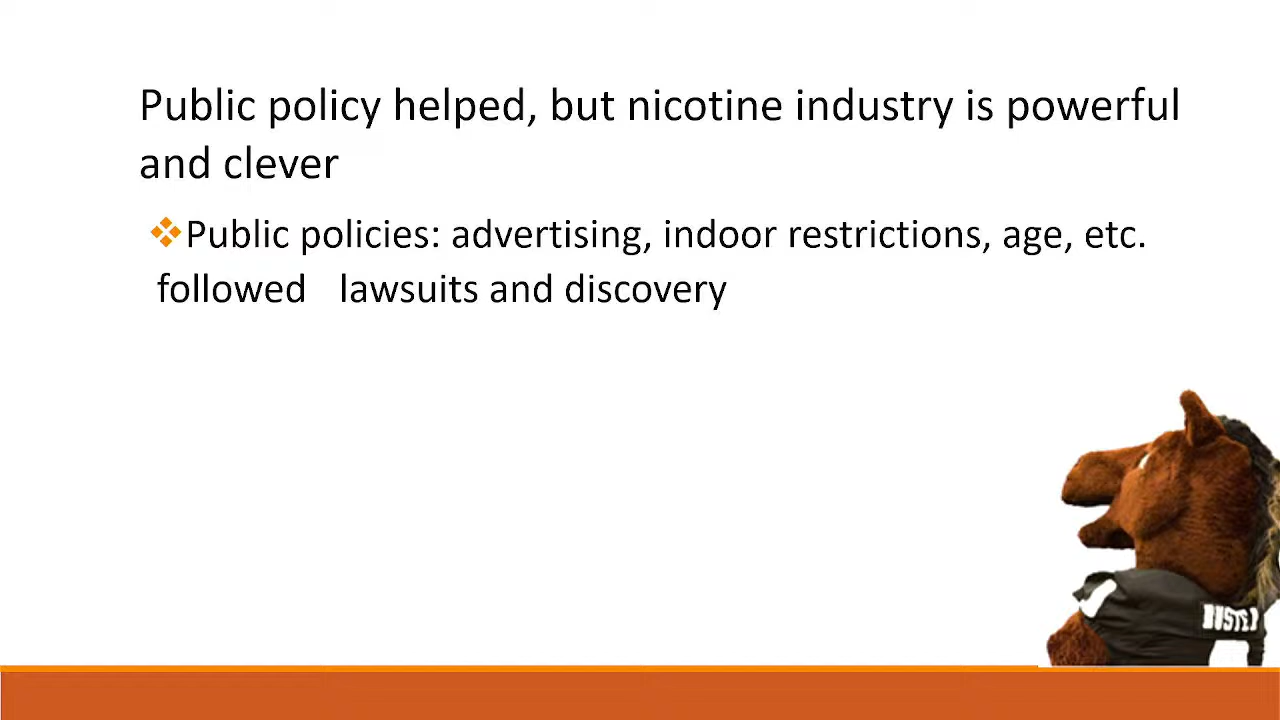 Public policy helped, but nicotine industry is powerful
and clever
❖Public policies: advertising, indoor restrictions, age, etc.
followed lawsuits and discovery